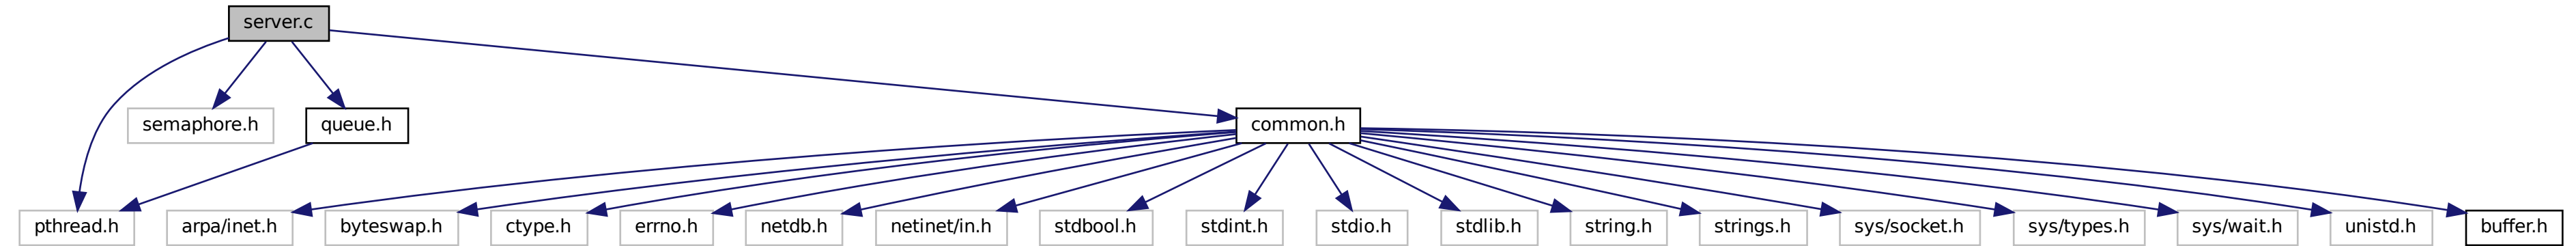 server.c
semaphore.h
queue.h
common.h
pthread.h
arpa/inet.h
byteswap.h
ctype.h
errno.h
netdb.h
netinet/in.h
stdbool.h
stdint.h
stdio.h
stdlib.h
string.h
strings.h
sys/socket.h
sys/types.h
sys/wait.h
unistd.h
buffer.h